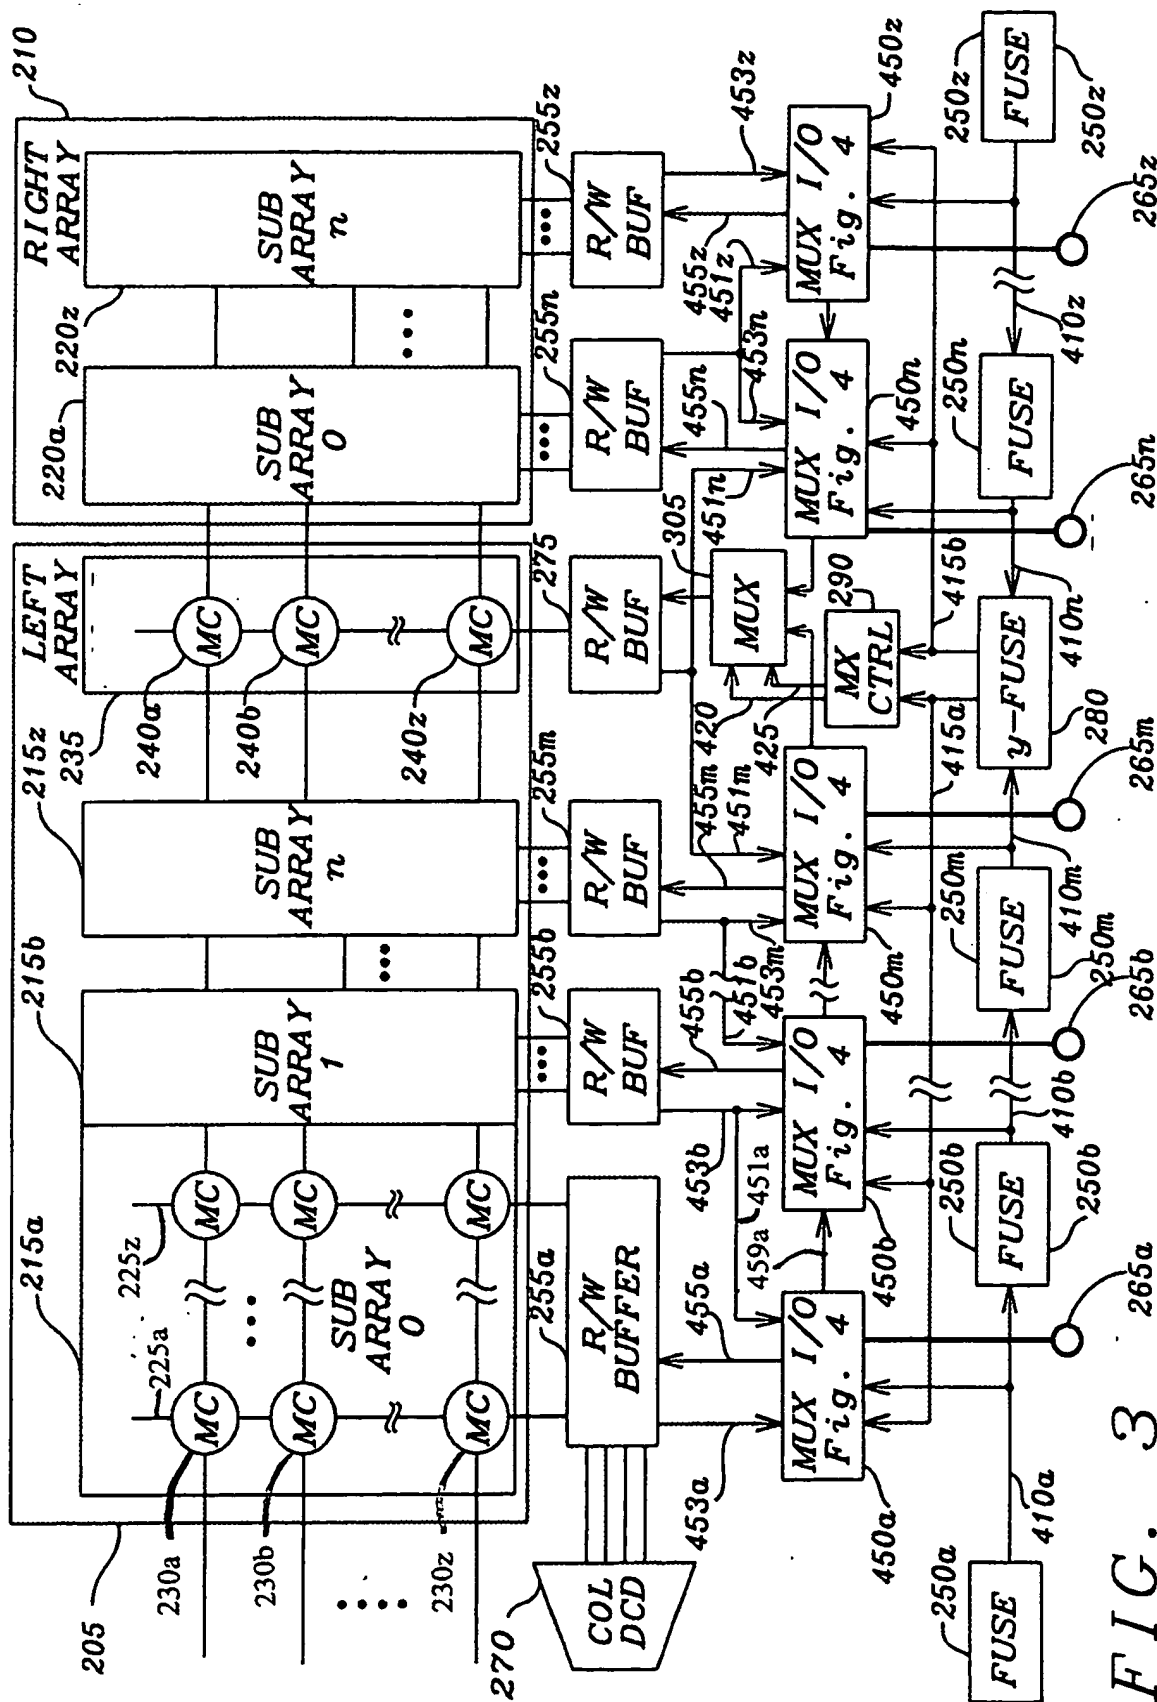 210
RIGHT
ARRAY
220z
SUB
ARRAY
n
220a
SUB
ARRAY
0
LEFT
ARRAY
235
215z
MC
MC
MC
240a
240b
240z
SUB
ARRAY
n
215b
SUB
ARRAY
1
215a
225z
225a
MC
MC
MC
MC
MC
MC
SUB
ARRAY
0
205
230a
230b
230z
255z
R/W
BUF
255n
R/W
BUF
275
R/W
BUF
255m
R/W
BUF
255b
R/W
BUF
255a
R/W
BUFFER
270
COL
DCD
453z
455z
451z
453n
455n
451n
305
MUX
290
MX
CTRL
420
425
455m
451m
453m
451b
455b
453b
451a
459a
455a
453a
450z
MUX I/O
Fig. 4
450n
MUX I/O
Fig. 4
450m
MUX I/O
Fig. 4
450b
MUX I/O
Fig. 4
450a
MUX I/O
Fig. 4
415b
415a
250z
FUSE
250z
410z
250n
FUSE
410n
y-FUSE
280
410m
250m
FUSE
250m
410b
250b
FUSE
250b
410a
250a
FUSE
265z
265n
265m
265b
265a
FIG. 3